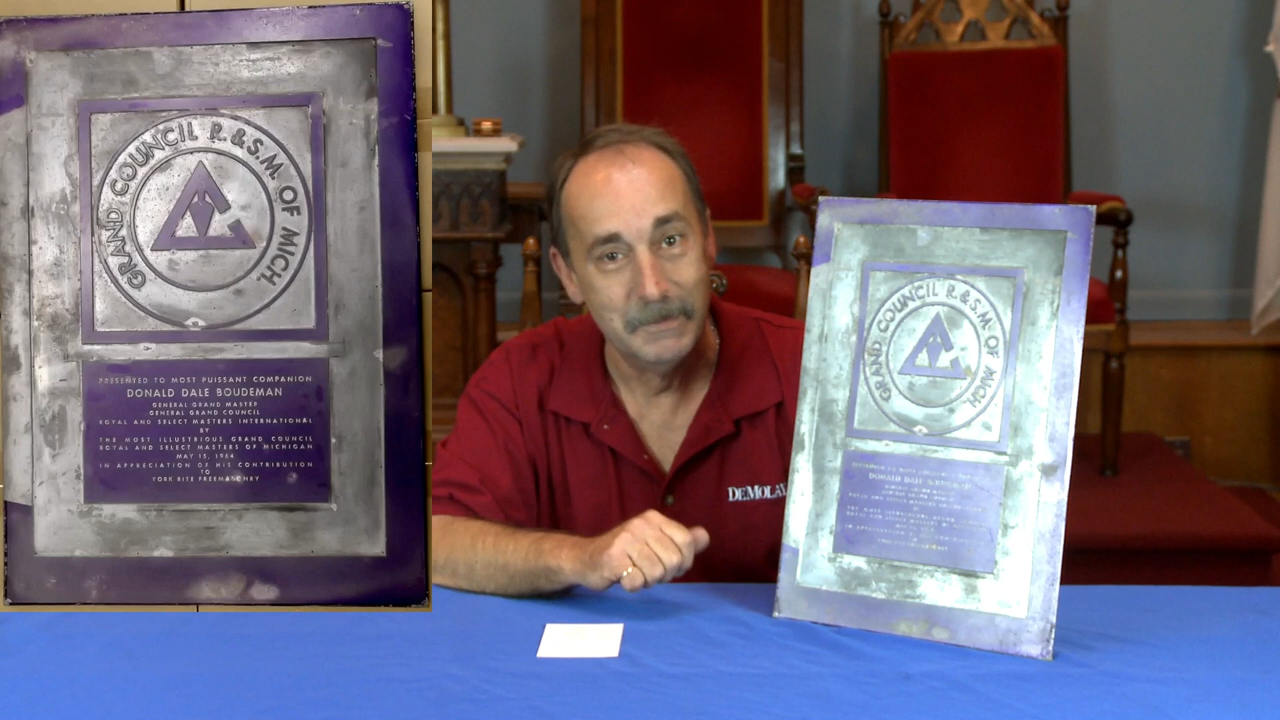 GRAND COUNCIL R.&S.M. OF MICH.
PRESENTED TO MOST PUISSANT COMPANION
DONALD DALE BOUDEMAN
GENERAL GRAND MASTER
GENERAL GRAND COUNCIL
ROYAL AND SELECT MASTERS INTERNATIONAL
BY
THE MOST ILLUSTRIOUS GRAND COUNCIL
ROYAL AND SELECT MASTERS OF MICHIGAN
MAY 15, 1964
IN APPRECIATION OF HIS CONTRIBUTION
TO
YORK RITE FREEMASONRY
DEMOLAY
GRAND COUNCIL R.&S.M. OF MICH.
DONALD DALE BOUDEMAN